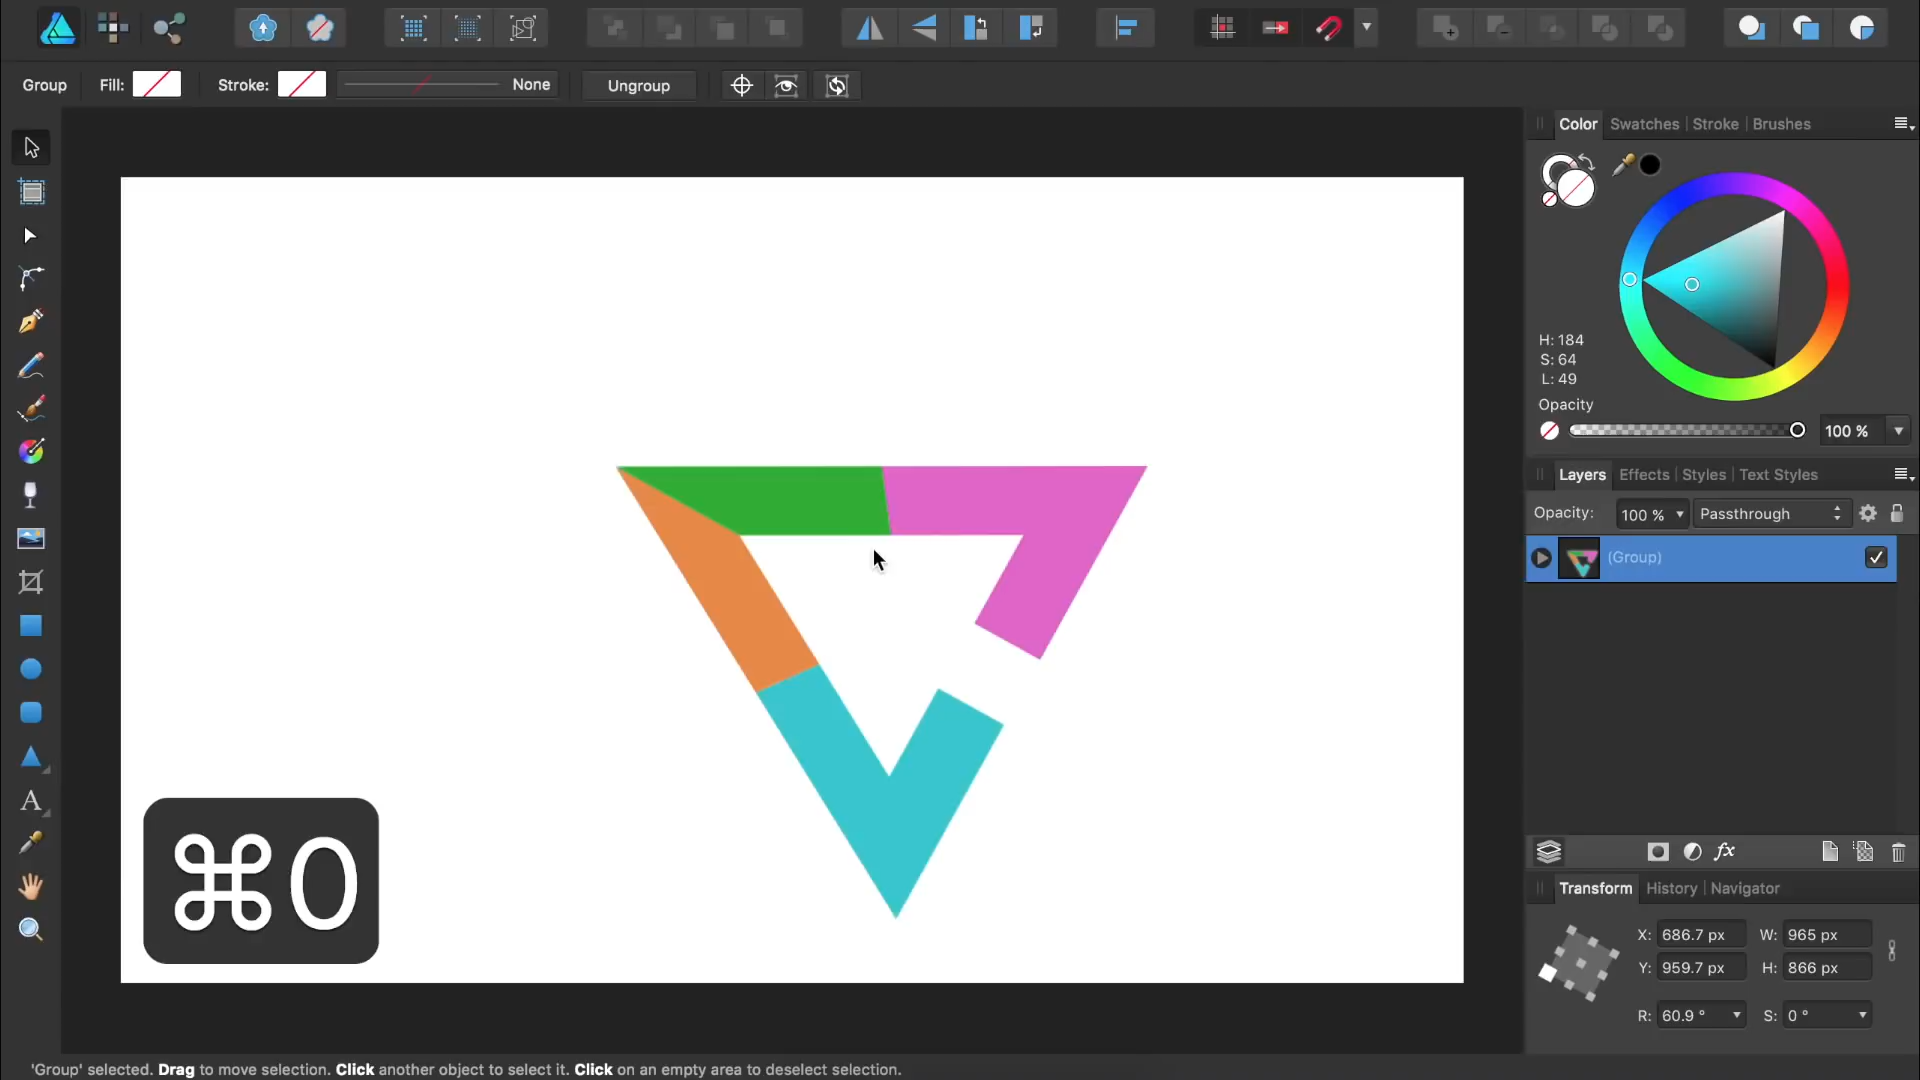 Group Fill: Stroke: None Ungroup
Color Swatches Stroke Brushes
H: 184
S: 64
L: 49
Opacity
100 %
Layers Effects Styles Text Styles
Opacity: 100 % Passthrough
(Group)
fx
Transform History Navigator
X: 686.7 px W: 965 px
Y: 959.7 px H: 866 px
R: 60.9 ° S: 0 °
A
⌘0
'Group' selected. Drag to move selection. Click another object to select it. Click on an empty area to deselect selection.